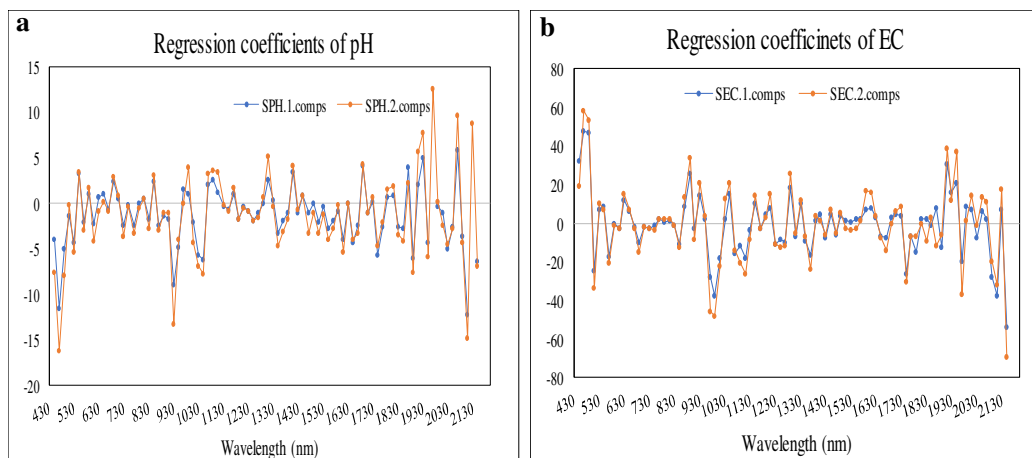 a
Regression coefficients of pH
SPH.1.comps SPH.2.comps
15
10
5
0
-5
-10
-15
-20
430 530 630 730 830 930 1030 1130 1230 1330 1430 1530 1630 1730 1830 1930 2030 2130
Wavelength (nm)
b
Regression coefficinets of EC
SEC.1.comps SEC.2.comps
80
60
40
20
0
-20
-40
-60
-80
430 530 630 730 830 930 1030 1130 1230 1330 1430 1530 1630 1730 1830 1930 2030 2130
Wavelength (nm)